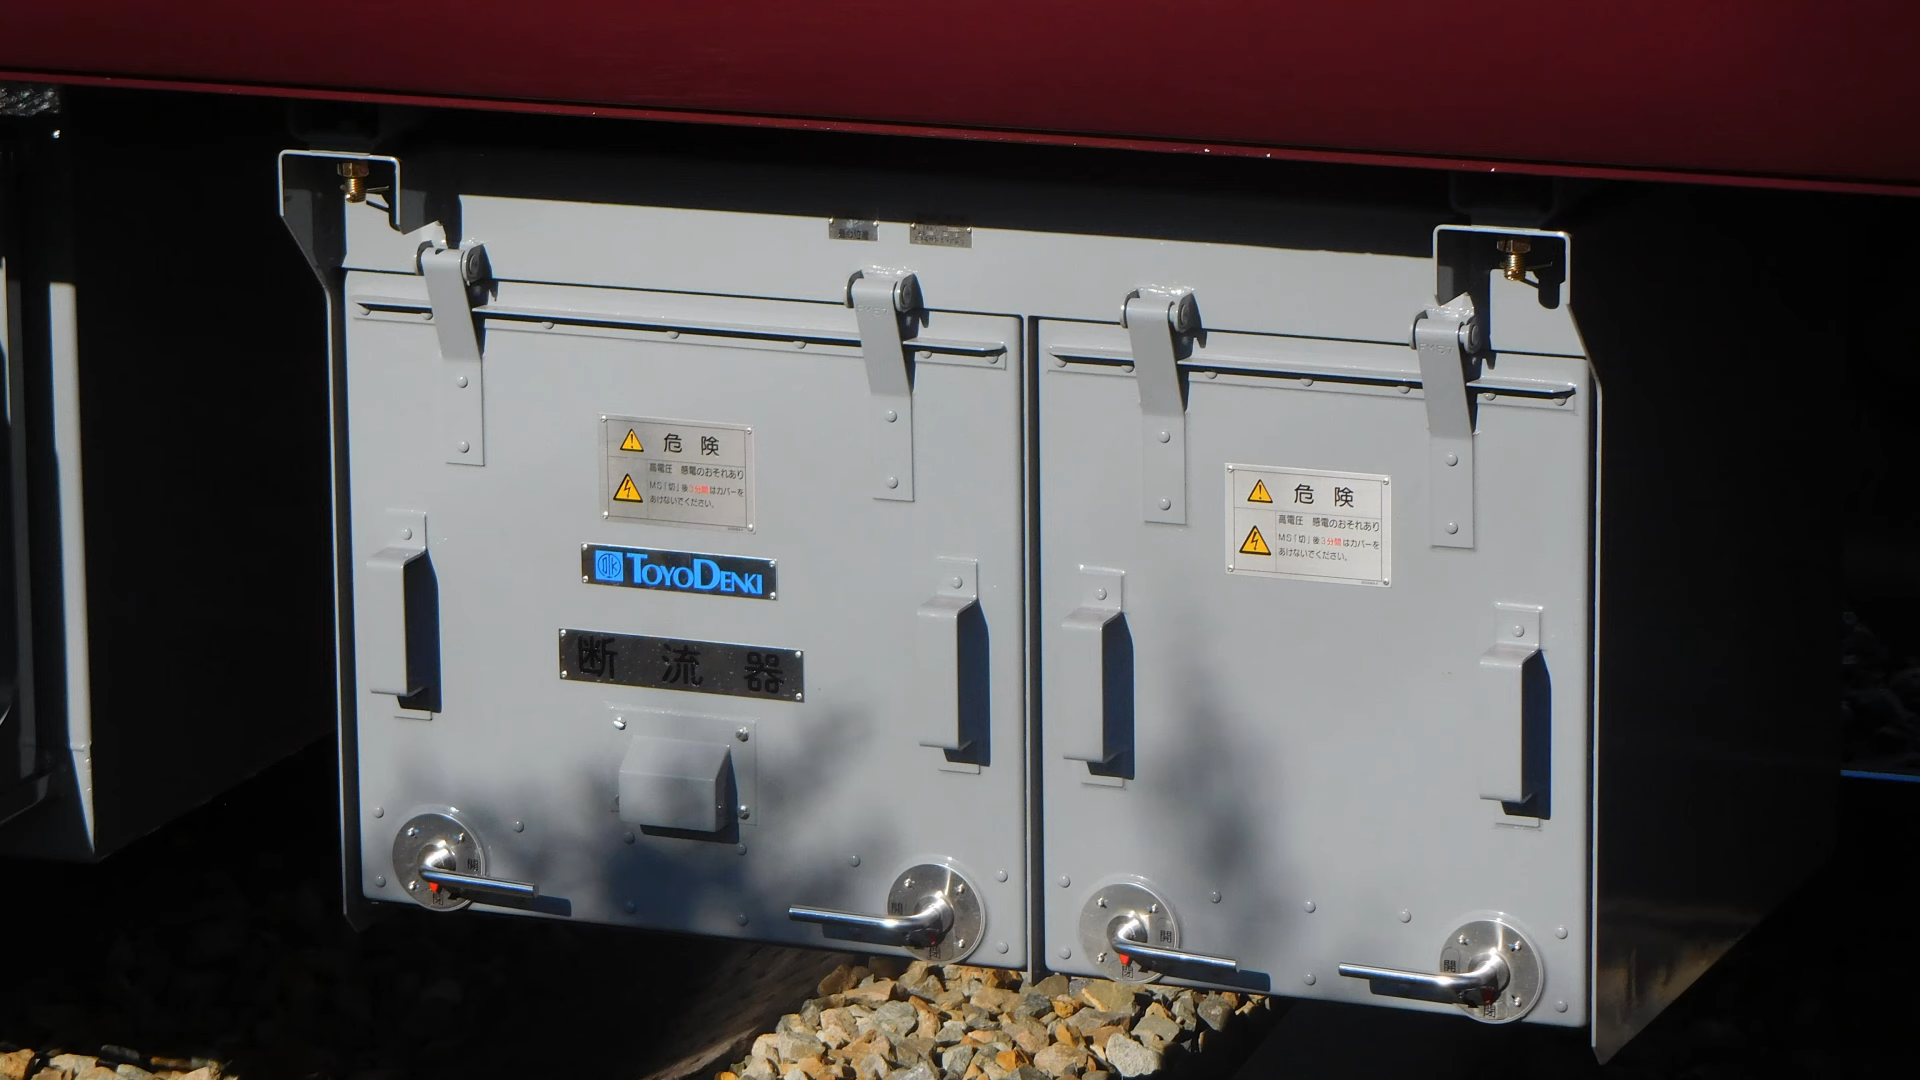 危険
高電圧 感電のおそれあり
MS「切」後3分間はカバーを
あけないでください。
TOYODENKI
断流器
危険
高電圧 感電のおそれあり
MS「切」後3分間はカバーを
あけないでください。
開
閉
開
閉
開
閉
開
閉